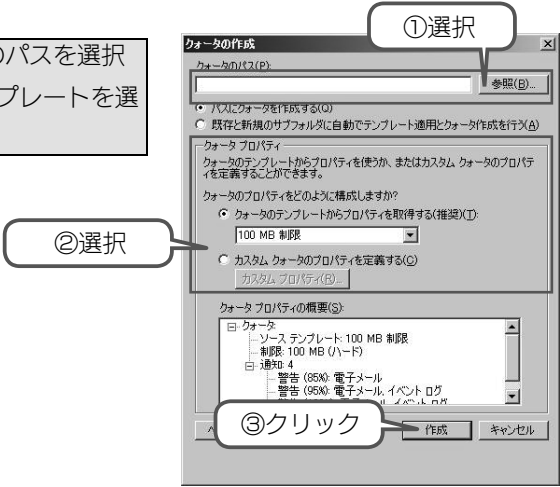 のパスを選択
プレートを選
①選択
クォータの作成
クォータのパス(P):
参照(B)...
パスにクォータを作成する(Q)
既存と新規のサブフォルダに自動でテンプレート適用とクォータ作成を行う(A)
クォータ プロパティ
クォータのテンプレートからプロパティを使うか、またはカスタム クォータのプロパテ
ィを定義することができます。
クォータのプロパティをどのように構成しますか?
クォータのテンプレートからプロパティを取得する(推奨)(T):
100 MB 制限
②選択
カスタム クォータのプロパティを定義する(C)
カスタム プロパティ(R)...
クォータ プロパティの概要(S):
クォータ:
ソース テンプレート: 100 MB 制限
制限: 100 MB (ハード)
通知: 4
警告 (85%): 電子メール
警告 (95%): 電子メール, イベント ログ
③クリック
作成
キャンセル